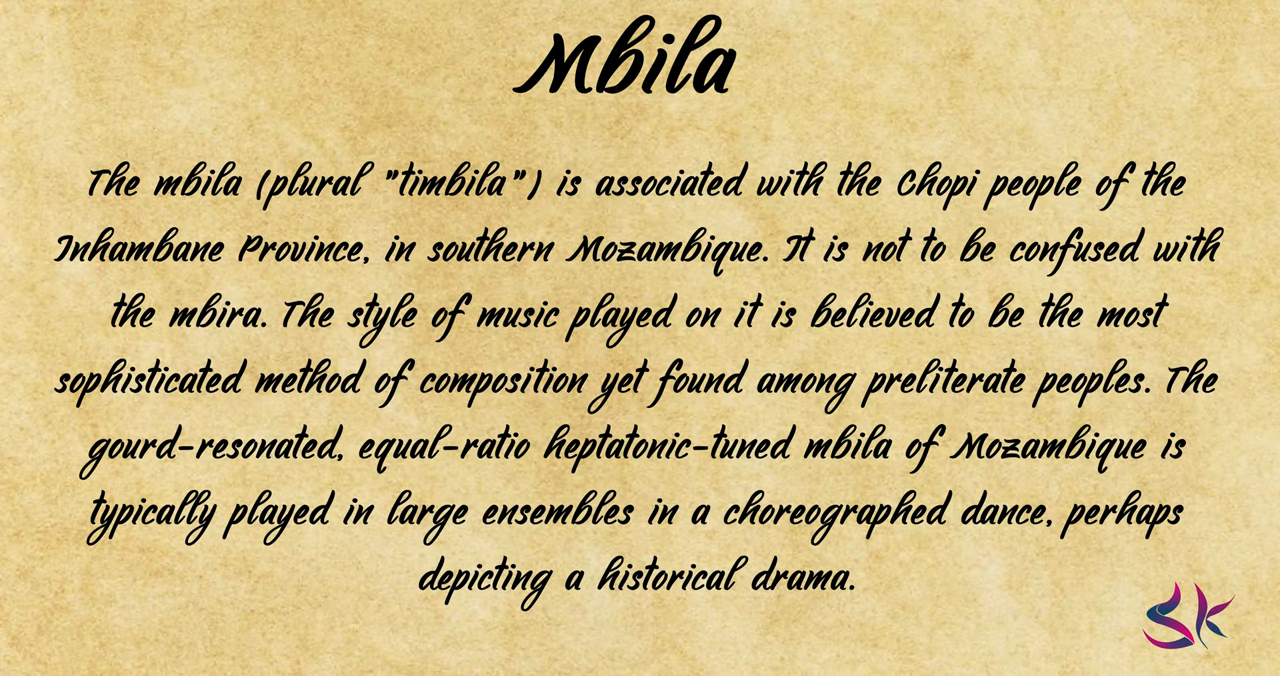 Mbila
The mbila (plural "timbila") is associated with the Chopi people of the
Inhambane Province, in southern Mozambique. It is not to be confused with
the mbira. The style of music played on it is believed to be the most
sophisticated method of composition yet found among preliterate peoples. The
gourd-resonated, equal-ratio heptatonic-tuned mbila of Mozambique is
typically played in large ensembles in a choreographed dance, perhaps
depicting a historical drama.
SK